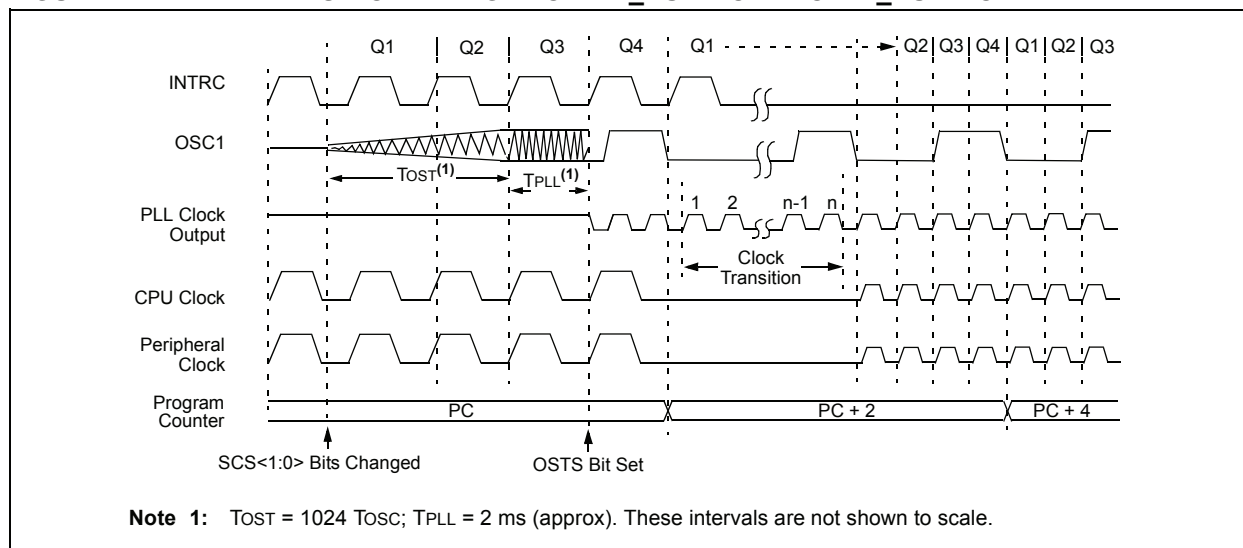 Q1 Q2 Q3 Q4 Q1 Q2 Q3 Q4 Q1 Q2 Q3
INTRC
OSC1
TOST(1) TPLL(1)
1 2 n-1 n
PLL Clock
Output
Clock
Transition
CPU Clock
Peripheral
Clock
Program
Counter
PC PC + 2 PC + 4
SCS<1:0> Bits Changed OSTS Bit Set
Note 1: TOST = 1024 TOSC; TPLL = 2 ms (approx). These intervals are not shown to scale.